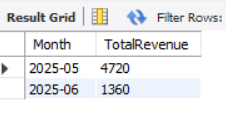 Result Grid Filter Rows:
Month TotalRevenue
2025-05 4720
2025-06 1360